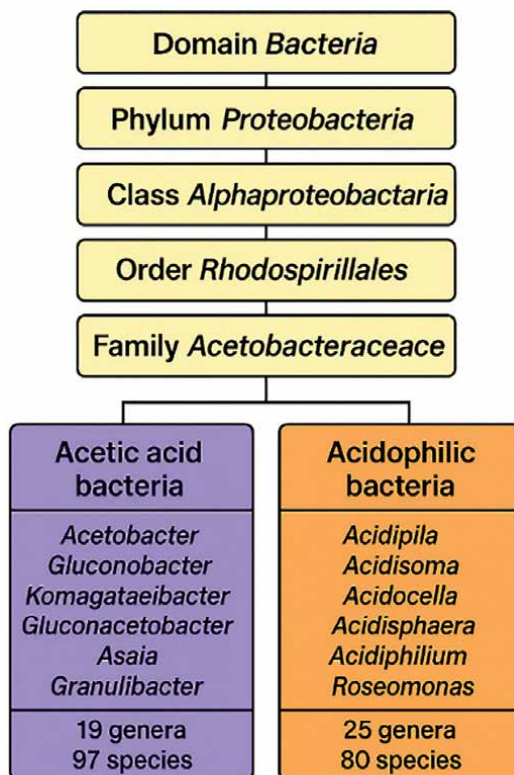 Domain Bacteria
Phylum Proteobacteria
Class Alphaproteobactaria
Order Rhodospirillales
Family Acetobacteraceace
Acetic acid
bacteria
Acetobacter
Gluconobacter
Komagataeibacter
Gluconacetobacter
Asaia
Granulibacter
19 genera
97 species
Acidophilic
bacteria
Acidipila
Acidisoma
Acidocella
Acidisphaera
Acidiphilium
Roseomonas
25 genera
80 species